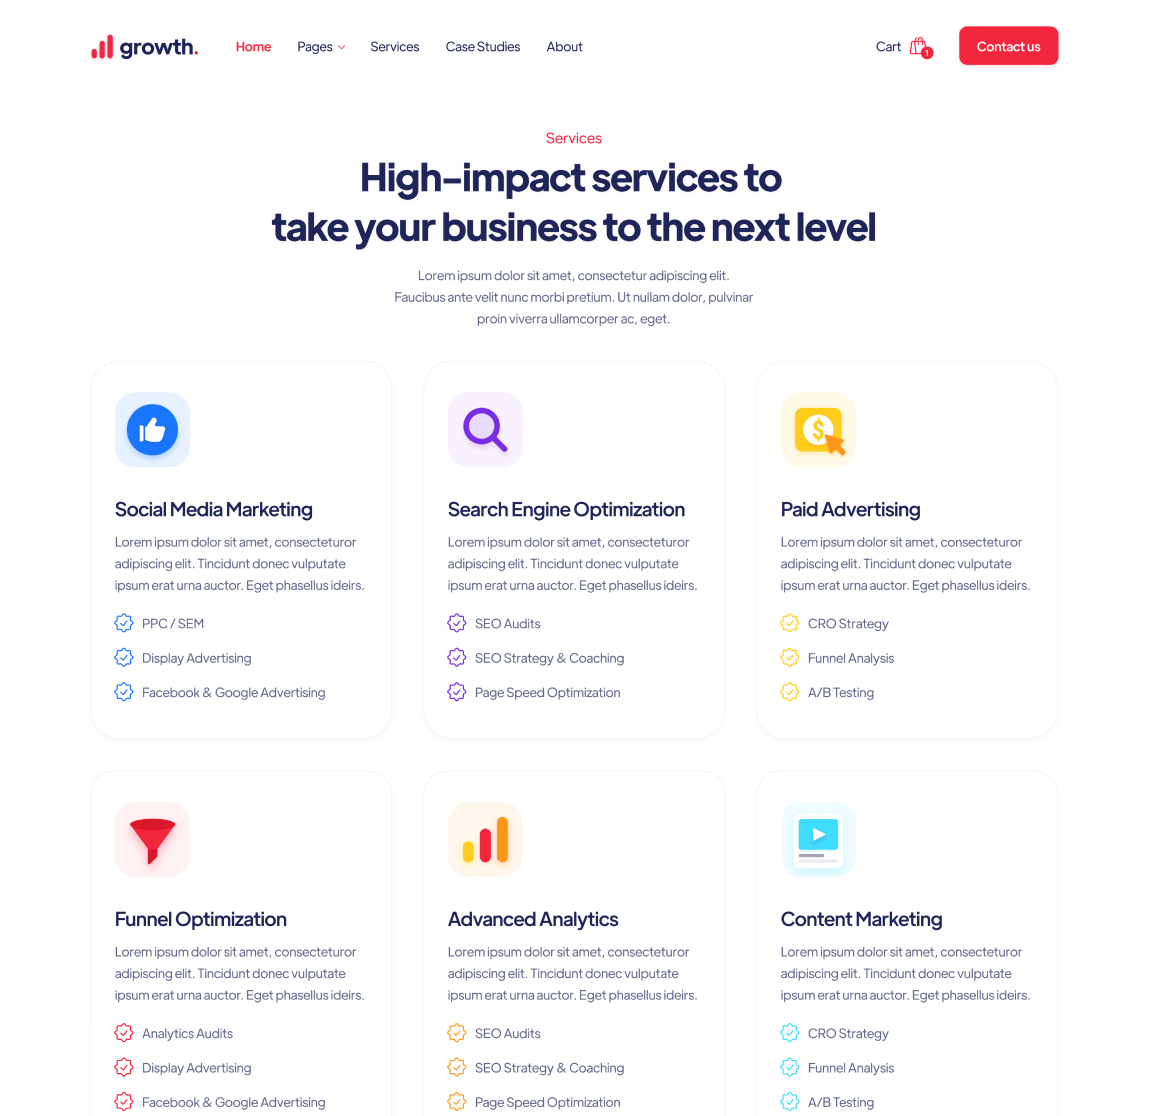 growth.
Home
Pages
Services
Case Studies
About
Cart
1
Contact us
Services
High-impact services to
take your business to the next level
Lorem ipsum dolor sit amet, consectetur adipiscing elit.
Faucibus ante velit nunc morbi pretium. Ut nullam dolor, pulvinar
proin viverra ullamcorper ac, eget.
Social Media Marketing
Lorem ipsum dolor sit amet, consecteturor
adipiscing elit. Tincidunt donec vulputate
ipsum erat urna auctor. Eget phasellus ideirs.
PPC / SEM
Display Advertising
Facebook & Google Advertising
Search Engine Optimization
Lorem ipsum dolor sit amet, consecteturor
adipiscing elit. Tincidunt donec vulputate
ipsum erat urna auctor. Eget phasellus ideirs.
SEO Audits
SEO Strategy & Coaching
Page Speed Optimization
$
Paid Advertising
Lorem ipsum dolor sit amet, consecteturor
adipiscing elit. Tincidunt donec vulputate
ipsum erat urna auctor. Eget phasellus ideirs.
CRO Strategy
Funnel Analysis
A/B Testing
Funnel Optimization
Lorem ipsum dolor sit amet, consecteturor
adipiscing elit. Tincidunt donec vulputate
ipsum erat urna auctor. Eget phasellus ideirs.
Analytics Audits
Display Advertising
Facebook & Google Advertising
Advanced Analytics
Lorem ipsum dolor sit amet, consecteturor
adipiscing elit. Tincidunt donec vulputate
ipsum erat urna auctor. Eget phasellus ideirs.
SEO Audits
SEO Strategy & Coaching
Page Speed Optimization
Content Marketing
Lorem ipsum dolor sit amet, consecteturor
adipiscing elit. Tincidunt donec vulputate
ipsum erat urna auctor. Eget phasellus ideirs.
CRO Strategy
Funnel Analysis
A/B Testing